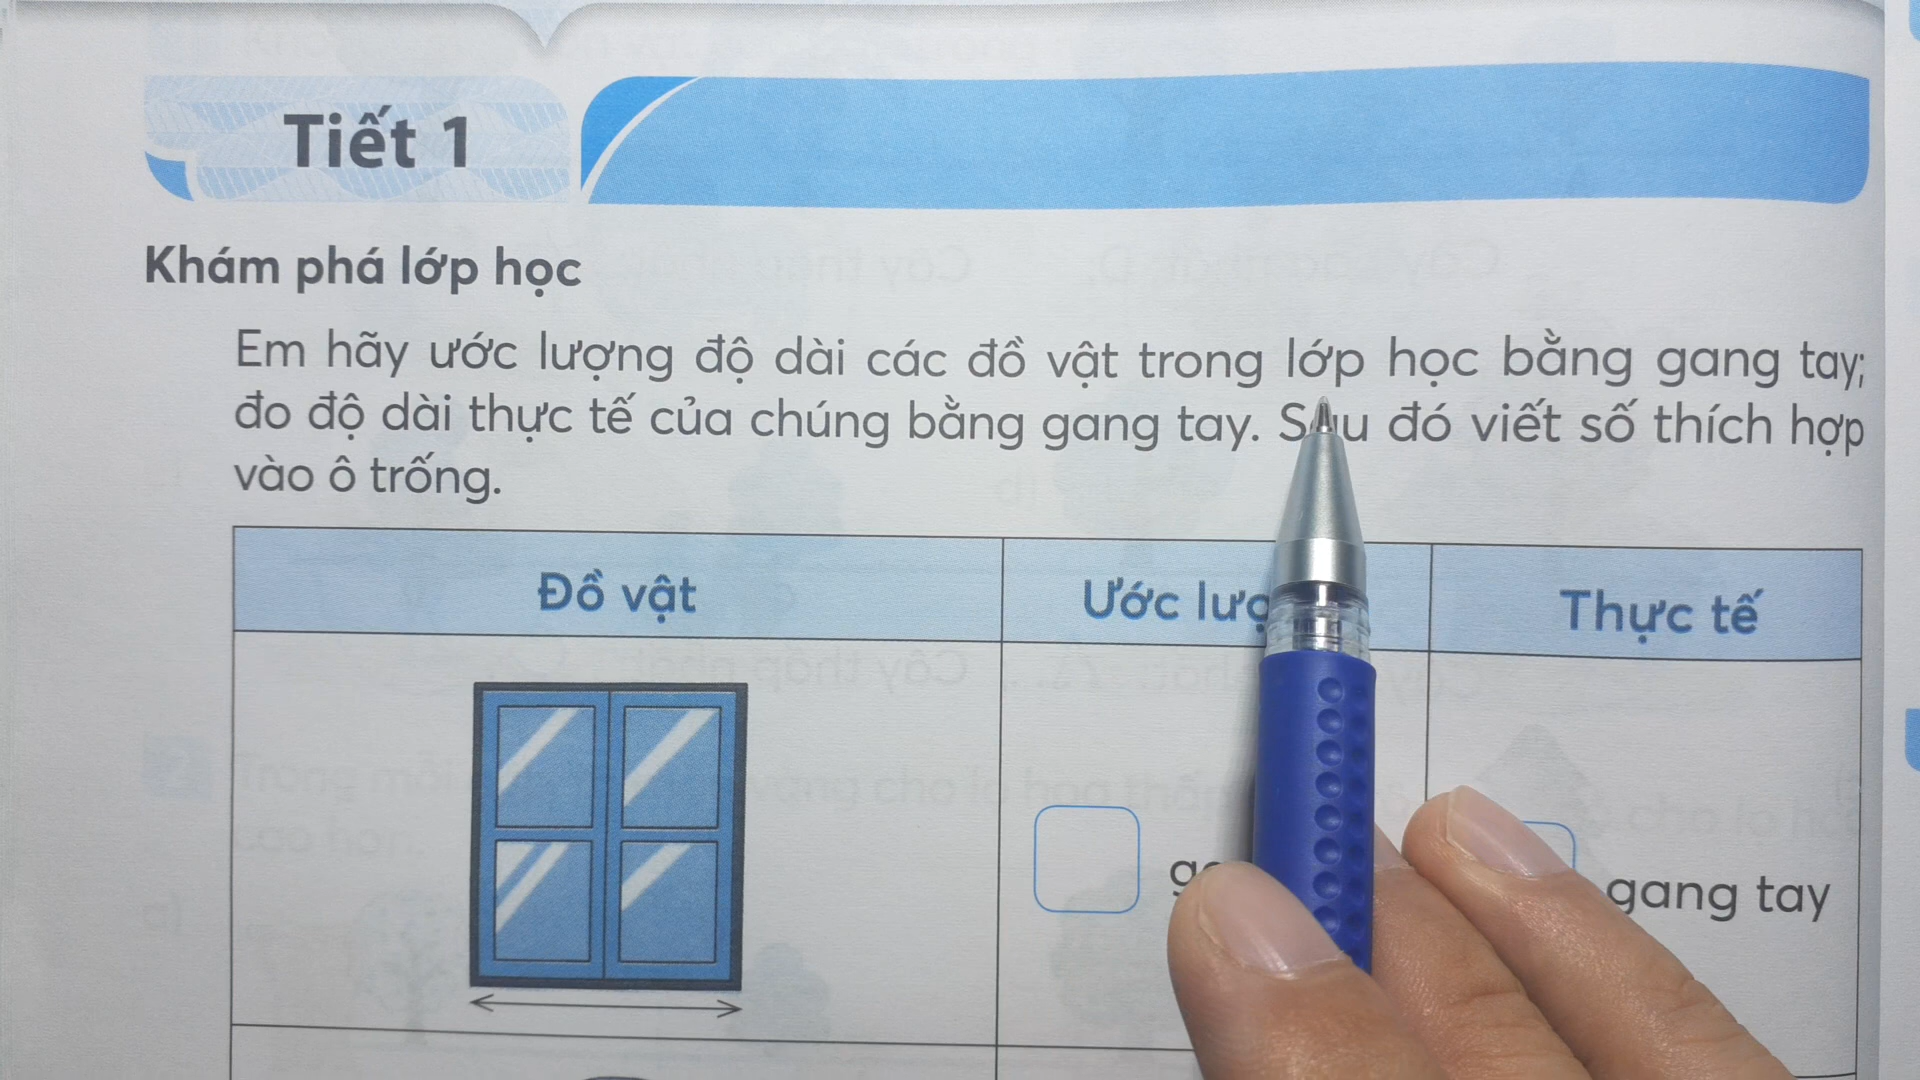 Tiết 1
Khám phá lớp học
Em hãy ước lượng độ dài các đồ vật trong lớp học bằng gang tay;
đo độ dài thực tế của chúng bằng gang tay. Sau đó viết số thích hợp
vào ô trống.
Đồ vật Ước Thực tế
gang tay